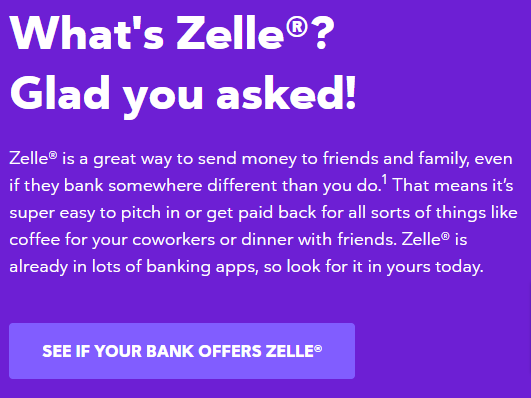 What's Zelle®?
Glad you asked!
Zelle® is a great way to send money to friends and family, even
if they bank somewhere different than you do.1 That means it's
super easy to pitch in or get paid back for all sorts of things like
coffee for your coworkers or dinner with friends. Zelle® is
already in lots of banking apps, so look for it in yours today.
SEE IF YOUR BANK OFFERS ZELLE®